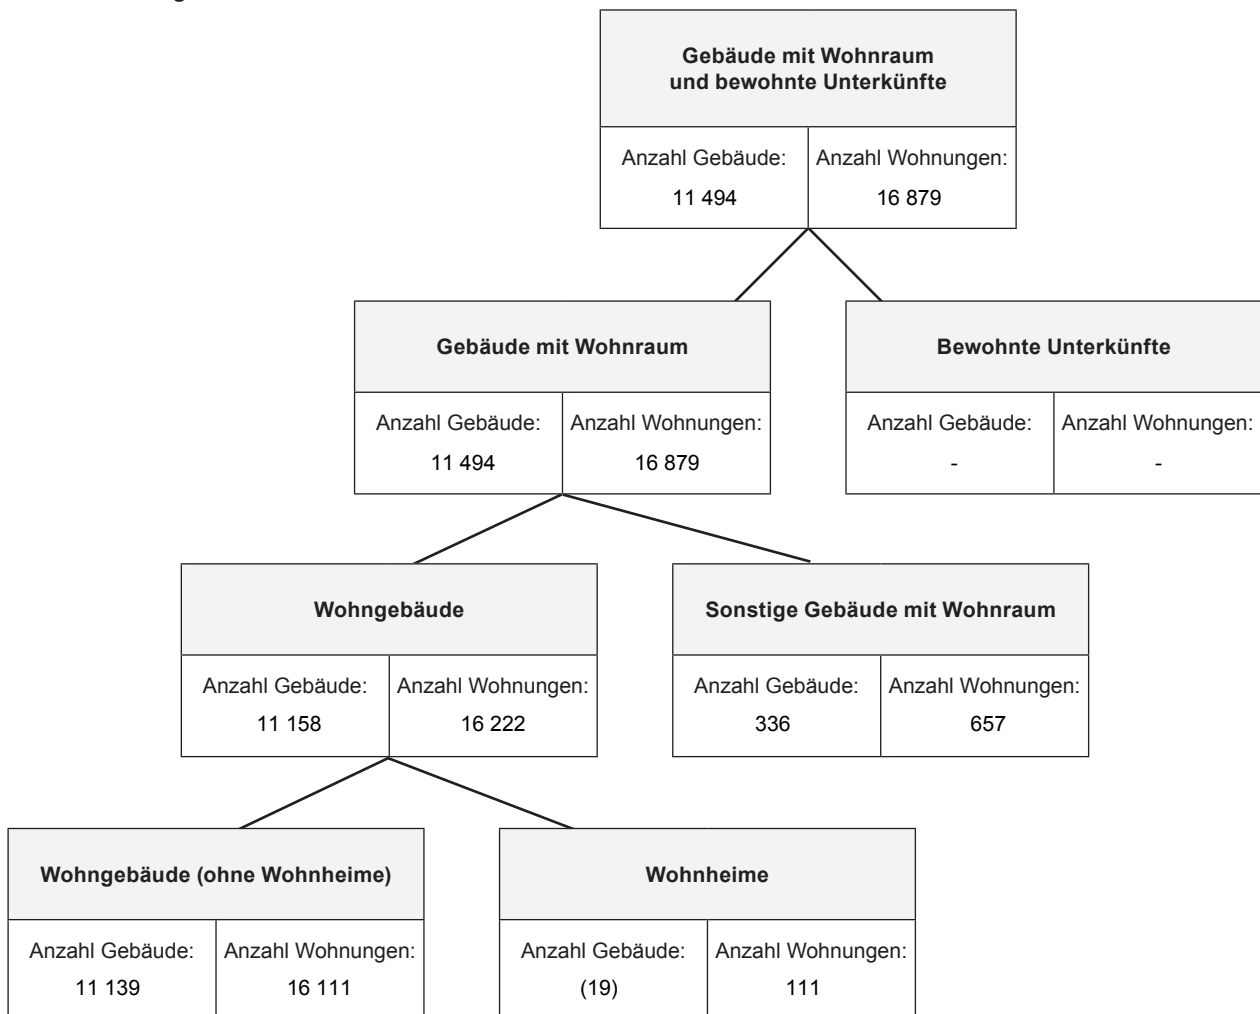 Gebäude mit Wohnraum
und bewohnte Unterkünfte
Anzahl Gebäude: Anzahl Wohnungen:
11 494 16 879
Gebäude mit Wohnraum Bewohnte Unterkünfte
Anzahl Gebäude: Anzahl Wohnungen: Anzahl Gebäude: Anzahl Wohnungen:
11 494 16 879 - -
Wohngebäude Sonstige Gebäude mit Wohnraum
Anzahl Gebäude: Anzahl Wohnungen: Anzahl Gebäude: Anzahl Wohnungen:
11 158 16 222 336 657
Wohngebäude (ohne Wohnheime) Wohnheime
Anzahl Gebäude: Anzahl Wohnungen: Anzahl Gebäude: Anzahl Wohnungen:
11 139 16 111 (19) 111